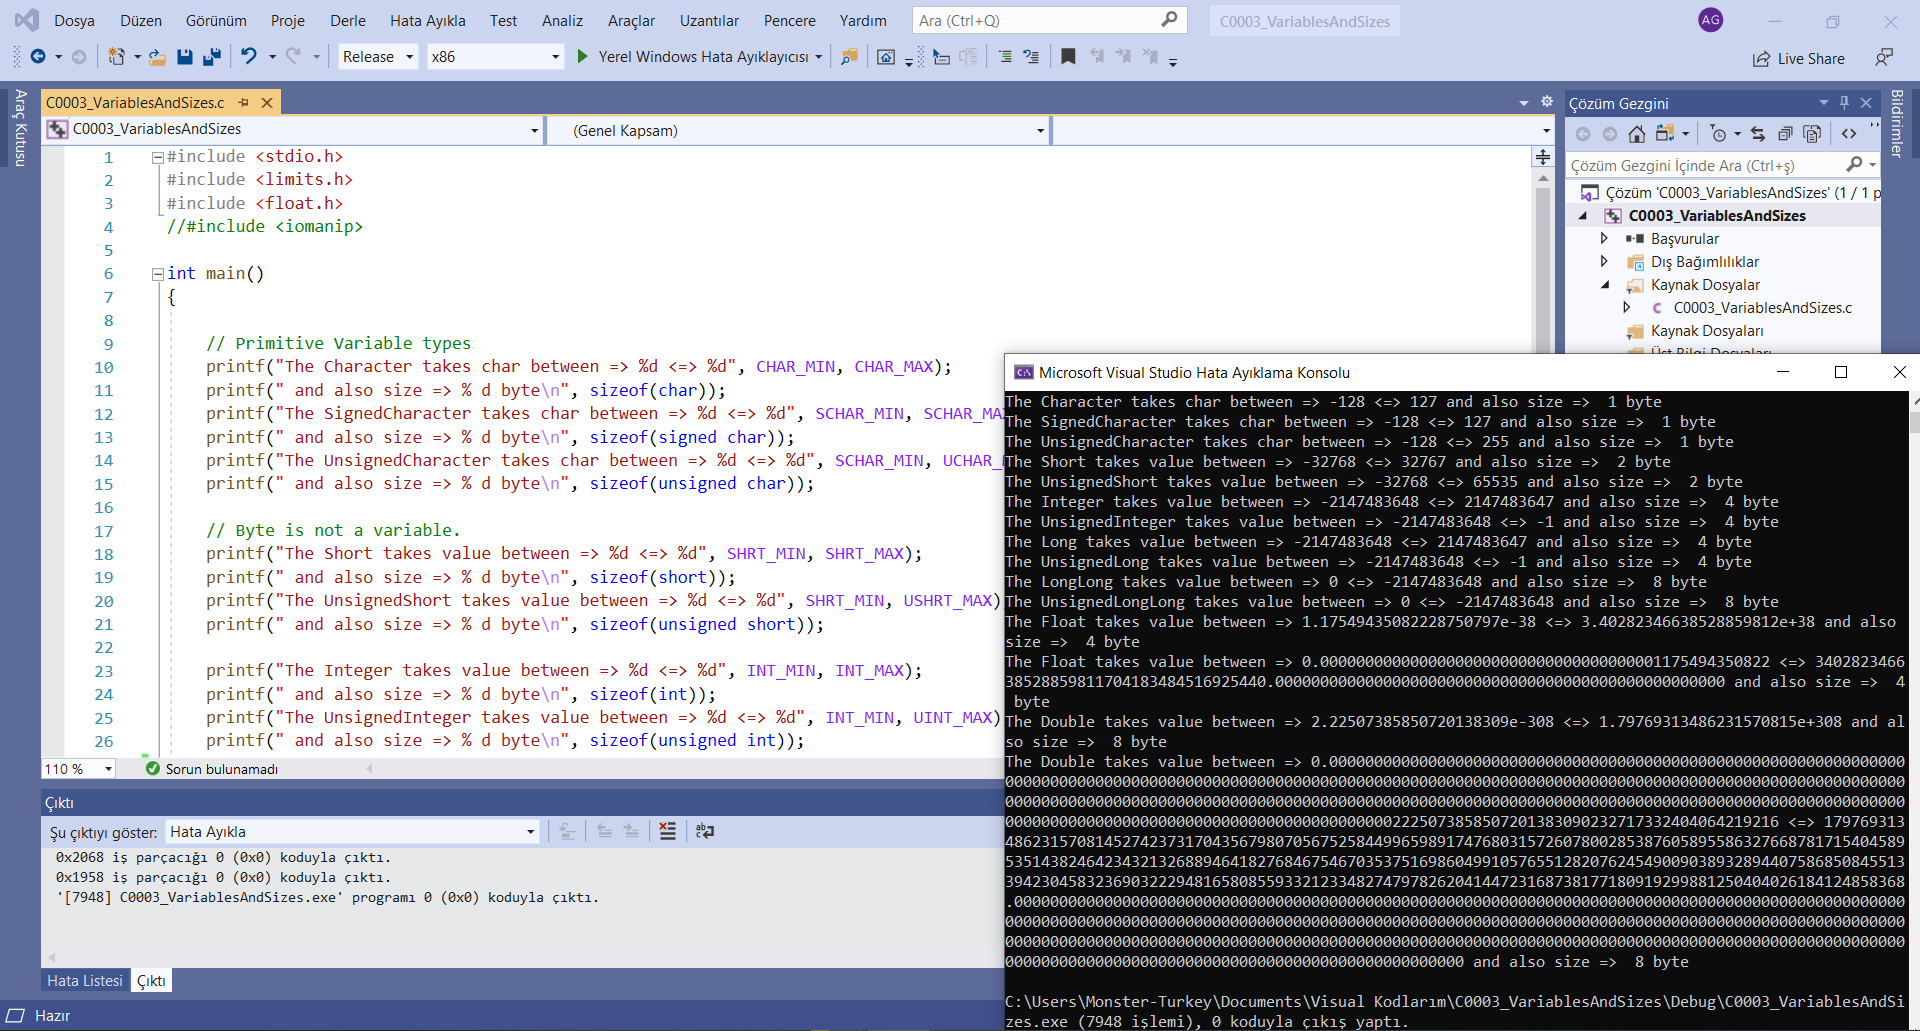 Dosya Düzen Görünüm Proje Derle Hata Ayıkla Test Analiz Araçlar Uzantılar Pencere Yardım Ara (Ctrl+Q) C0003_VariablesAndSizes AG
Release x86 Yerel Windows Hata Ayıklayıcısı Live Share
Araç Kutusu
C0003_VariablesAndSizes.c
C0003_VariablesAndSizes (Genel Kapsam)
1 #include <stdio.h>
2 #include <limits.h>
3 #include <float.h>
4 //#include <iomanip>
5
6 int main()
7 {
8
9 // Primitive Variable types
10 printf("The Character takes char between => %d <=> %d", CHAR_MIN, CHAR_MAX);
11 printf(" and also size => % d byte\n", sizeof(char));
12 printf("The SignedCharacter takes char between => %d <=> %d", SCHAR_MIN, SCHAR_MA
13 printf(" and also size => % d byte\n", sizeof(signed char));
14 printf("The UnsignedCharacter takes char between => %d <=> %d", SCHAR_MIN, UCHAR_
15 printf(" and also size => % d byte\n", sizeof(unsigned char));
16
17 // Byte is not a variable.
18 printf("The Short takes value between => %d <=> %d", SHRT_MIN, SHRT_MAX);
19 printf(" and also size => % d byte\n", sizeof(short));
20 printf("The UnsignedShort takes value between => %d <=> %d", SHRT_MIN, USHRT_MAX)
21 printf(" and also size => % d byte\n", sizeof(unsigned short));
22
23 printf("The Integer takes value between => %d <=> %d", INT_MIN, INT_MAX);
24 printf(" and also size => % d byte\n", sizeof(int));
25 printf("The UnsignedInteger takes value between => %d <=> %d", INT_MIN, UINT_MAX)
26 printf(" and also size => % d byte\n", sizeof(unsigned int));
110 % Sorun bulunamadı
Çıktı
Şu çıktıyı göster: Hata Ayıkla
0x2068 iş parçacığı 0 (0x0) koduyla çıktı.
0x1958 iş parçacığı 0 (0x0) koduyla çıktı.
'[7948] C0003_VariablesAndSizes.exe' programı 0 (0x0) koduyla çıktı.
Hata Listesi Çıktı
Hazır
Çözüm Gezgini
Çözüm Gezgini İçinde Ara (Ctrl+ş)
Çözüm 'C0003_VariablesAndSizes' (1 / 1 p
C0003_VariablesAndSizes
Başvurular
Dış Bağımlılıklar
Kaynak Dosyalar
C0003_VariablesAndSizes.c
Kaynak Dosyaları
Üst Bilgi Dosyaları
Bildirimler
Microsoft Visual Studio Hata Ayıklama Konsolu
The Character takes char between => -128 <=> 127 and also size =>  1 byte
The SignedCharacter takes char between => -128 <=> 127 and also size =>  1 byte
The UnsignedCharacter takes char between => -128 <=> 255 and also size =>  1 byte
The Short takes value between => -32768 <=> 32767 and also size =>  2 byte
The UnsignedShort takes value between => -32768 <=> 65535 and also size =>  2 byte
The Integer takes value between => -2147483648 <=> 2147483647 and also size =>  4 byte
The UnsignedInteger takes value between => -2147483648 <=> -1 and also size =>  4 byte
The Long takes value between => -2147483648 <=> 2147483647 and also size =>  4 byte
The UnsignedLong takes value between => -2147483648 <=> -1 and also size =>  4 byte
The LongLong takes value between => 0 <=> -2147483648 and also size =>  8 byte
The UnsignedLongLong takes value between => 0 <=> -2147483648 and also size =>  8 byte
The Float takes value between => 1.17549435082228750797e-38 <=> 3.40282346638528859812e+38 and also
size =>  4 byte
The Float takes value between => <=> 3402823466
and also size =>  4
byte
The Double takes value between => 2.22507385850720138309e-308 <=> 1.79769313486231570815e+308 and al
so size =>  8 byte
The Double takes value between =>
<=> 179769313
4862315708145274237317043567980705675258449965989174768031572607800285387605895586327668781715404589
535143824642343213268894641827684675467035375169860499105765512820762454900903893289440758685084551
394230458323690322294816580855933212334827479782620414472316873817718091929988125040402618412485836 8
and also size =>  8 byte
C:\Users\Monster-Turkey\Documents\Visual Kodlarım\C0003_VariablesAndSizes\Debug\C0003_VariablesAndSi
zes.exe (7948 işlemi), 0 koduyla çıkış yaptı.